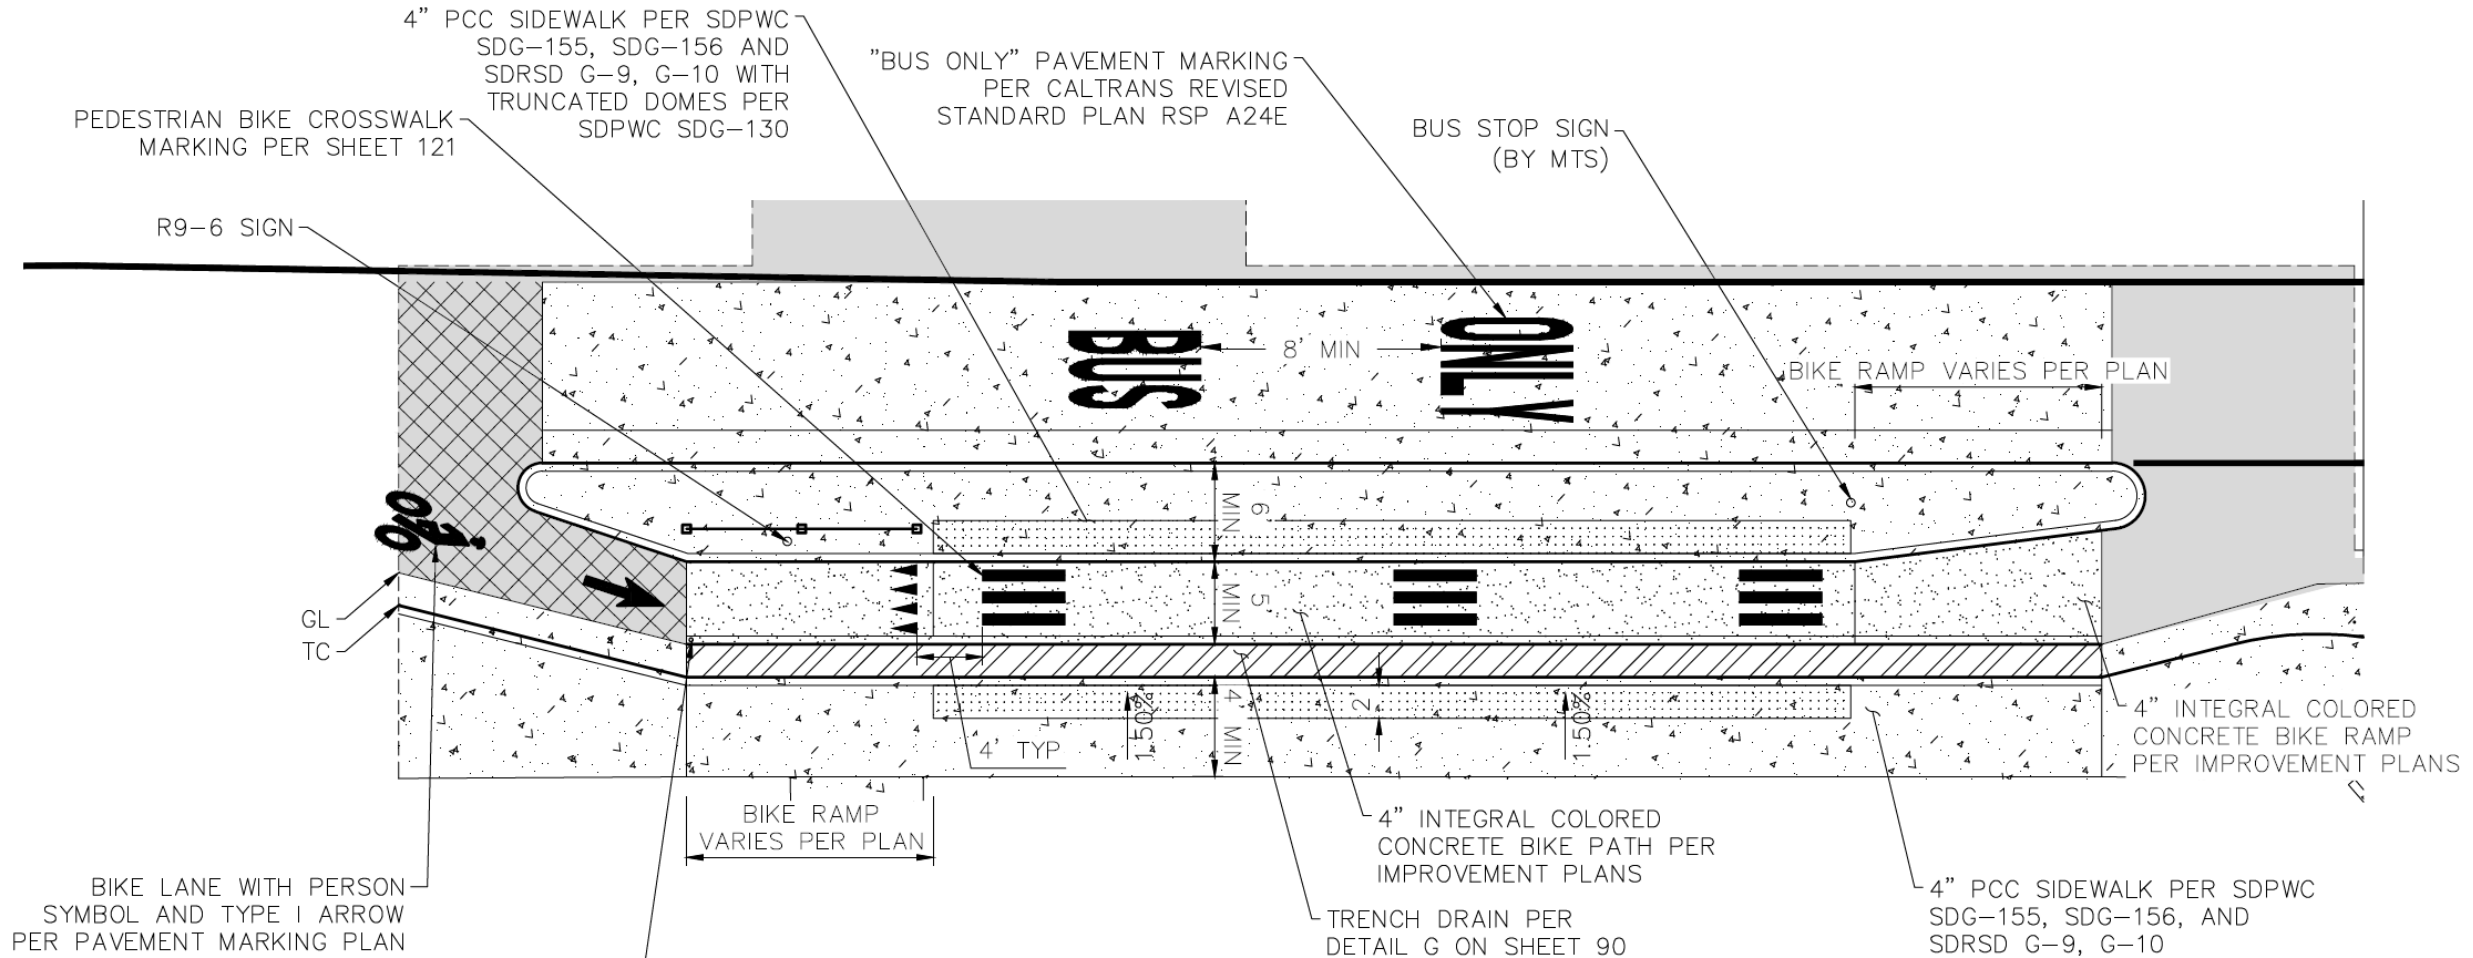 4" PCC SIDEWALK PER SDPWC
SDG-155, SDG-156 AND
SDRSD G-9, G-10 WITH
TRUNCATED DOMES PER
SDPWC SDG-130
"BUS ONLY" PAVEMENT MARKING
PER CALTRANS REVISED
STANDARD PLAN RSP A24E
PEDESTRIAN BIKE CROSSWALK
MARKING PER SHEET 121
BUS STOP SIGN
(BY MTS)
R9-6 SIGN
BUS
8' MIN
ONLY
BIKE RAMP VARIES PER PLAN
6
MIN
5'
MIN
GL
TC
4' MIN
2'
1.50%
1.50%
4' TYP
4" INTEGRAL COLORED
CONCRETE BIKE RAMP
PER IMPROVEMENT PLANS
BIKE RAMP
VARIES PER PLAN
4" INTEGRAL COLORED
CONCRETE BIKE PATH PER
IMPROVEMENT PLANS
BIKE LANE WITH PERSON
SYMBOL AND TYPE I ARROW
PER PAVEMENT MARKING PLAN
TRENCH DRAIN PER
DETAIL G ON SHEET 90
4" PCC SIDEWALK PER SDPWC
SDG-155, SDG-156, AND
SDRSD G-9, G-10